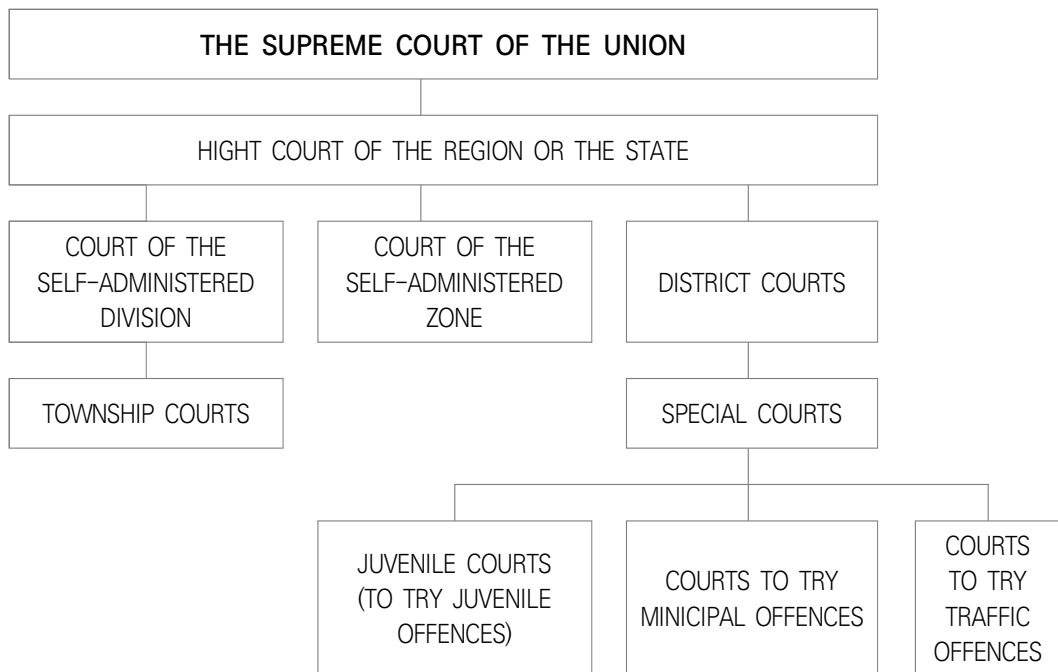 THE SUPREME COURT OF THE UNION
HIGHT COURT OF THE REGION OR THE STATE
COURT OF THE
SELF-ADMINISTERED
DIVISION
COURT OF THE
SELF-ADMINISTERED
ZONE
DISTRICT COURTS
TOWNSHIP COURTS
SPECIAL COURTS
JUVENILE COURTS
(TO TRY JUVENILE
OFFENCES)
COURTS TO TRY
MINICIPAL OFFENCES
COURTS
TO TRY
TRAFFIC
OFFENCES